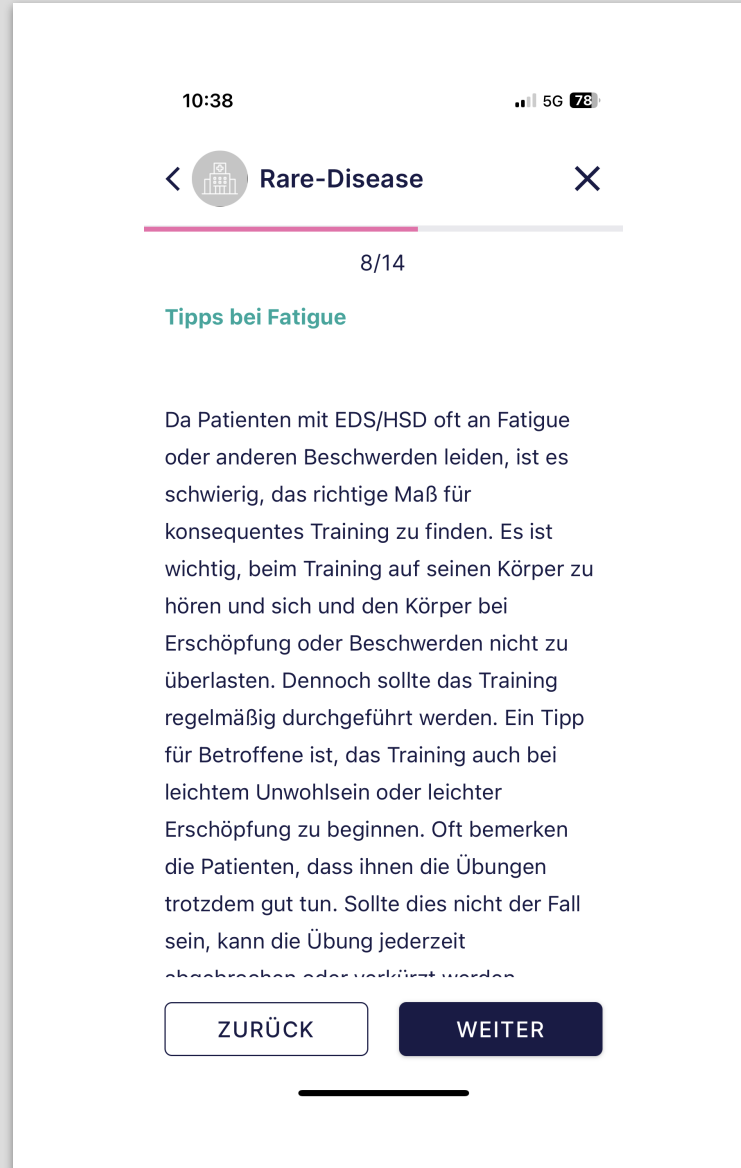 10:38
5G 78
Rare-Disease
8/14
Tipps bei Fatigue
Da Patienten mit EDS/HSD oft an Fatigue
oder anderen Beschwerden leiden, ist es
schwierig, das richtige Maß für
konsequentes Training zu finden. Es ist
wichtig, beim Training auf seinen Körper zu
hören und sich und den Körper bei
Erschöpfung oder Beschwerden nicht zu
überlasten. Dennoch sollte das Training
regelmäßig durchgeführt werden. Ein Tipp
für Betroffene ist, das Training auch bei
leichtem Unwohlsein oder leichter
Erschöpfung zu beginnen. Oft bemerken
die Patienten, dass ihnen die Übungen
trotzdem gut tun. Sollte dies nicht der Fall
sein, kann die Übung jederzeit
abgebrochen oder verkürzt werden
ZURÜCK
WEITER